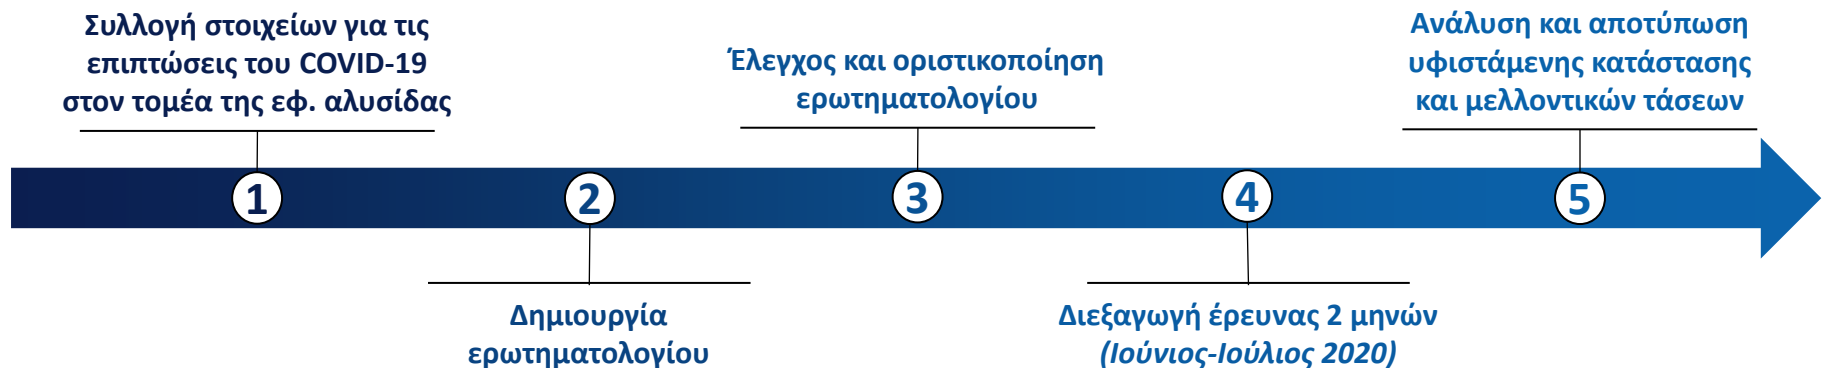 Συλλογή στοιχείων για τις
επιπτώσεις του COVID-19
στον τομέα της εφ. αλυσίδας
1
Δημιουργία
ερωτηματολογίου
2
Έλεγχος και οριστικοποίηση
ερωτηματολογίου
3
Διεξαγωγή έρευνας 2 μηνών
(Ιούνιος-Ιούλιος 2020)
4
Ανάλυση και αποτύπωση
υφιστάμενης κατάστασης
και μελλοντικών τάσεων
5